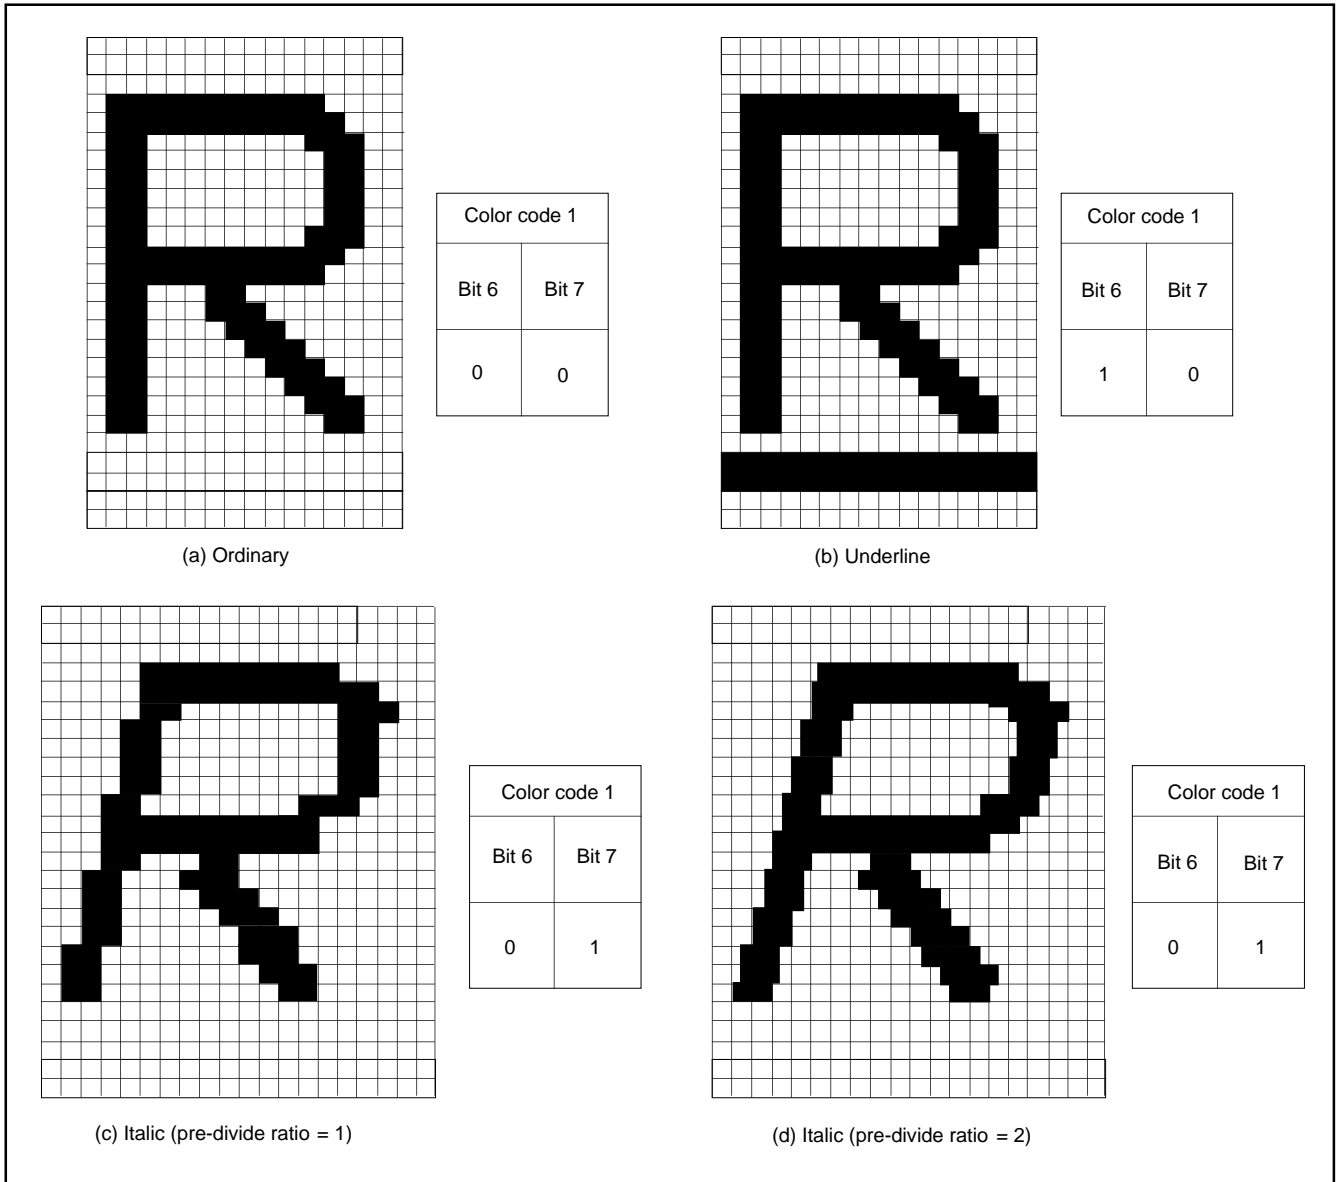 Color code 1
Bit 6 Bit 7
0 0
(a) Ordinary
Color code 1
Bit 6 Bit 7
1 0
(b) Underline
Color code 1
Bit 6 Bit 7
0 1
(c) Italic (pre-divide ratio = 1)
Color code 1
Bit 6 Bit 7
0 1
(d) Italic (pre-divide ratio = 2)